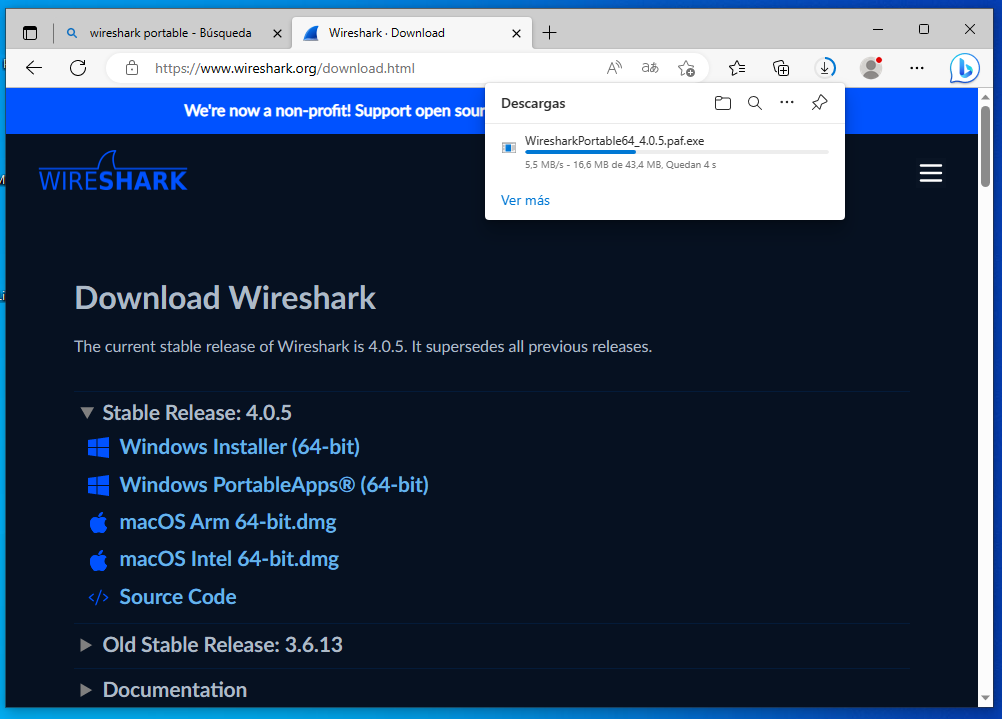 wireshark portable - Búsqueda
Wireshark · Download
https://www.wireshark.org/download.html
We're now a non-profit! Support open sour
Descargas
WiresharkPortable64_4.0.5.paf.exe
5,5 MB/s - 16,6 MB de 43,4 MB, Quedan 4 s
Ver más
WIRESHARK
Download Wireshark
The current stable release of Wireshark is 4.0.5. It supersedes all previous releases.
Stable Release: 4.0.5
Windows Installer (64-bit)
Windows PortableApps® (64-bit)
macOS Arm 64-bit.dmg
macOS Intel 64-bit.dmg
Source Code
Old Stable Release: 3.6.13
Documentation